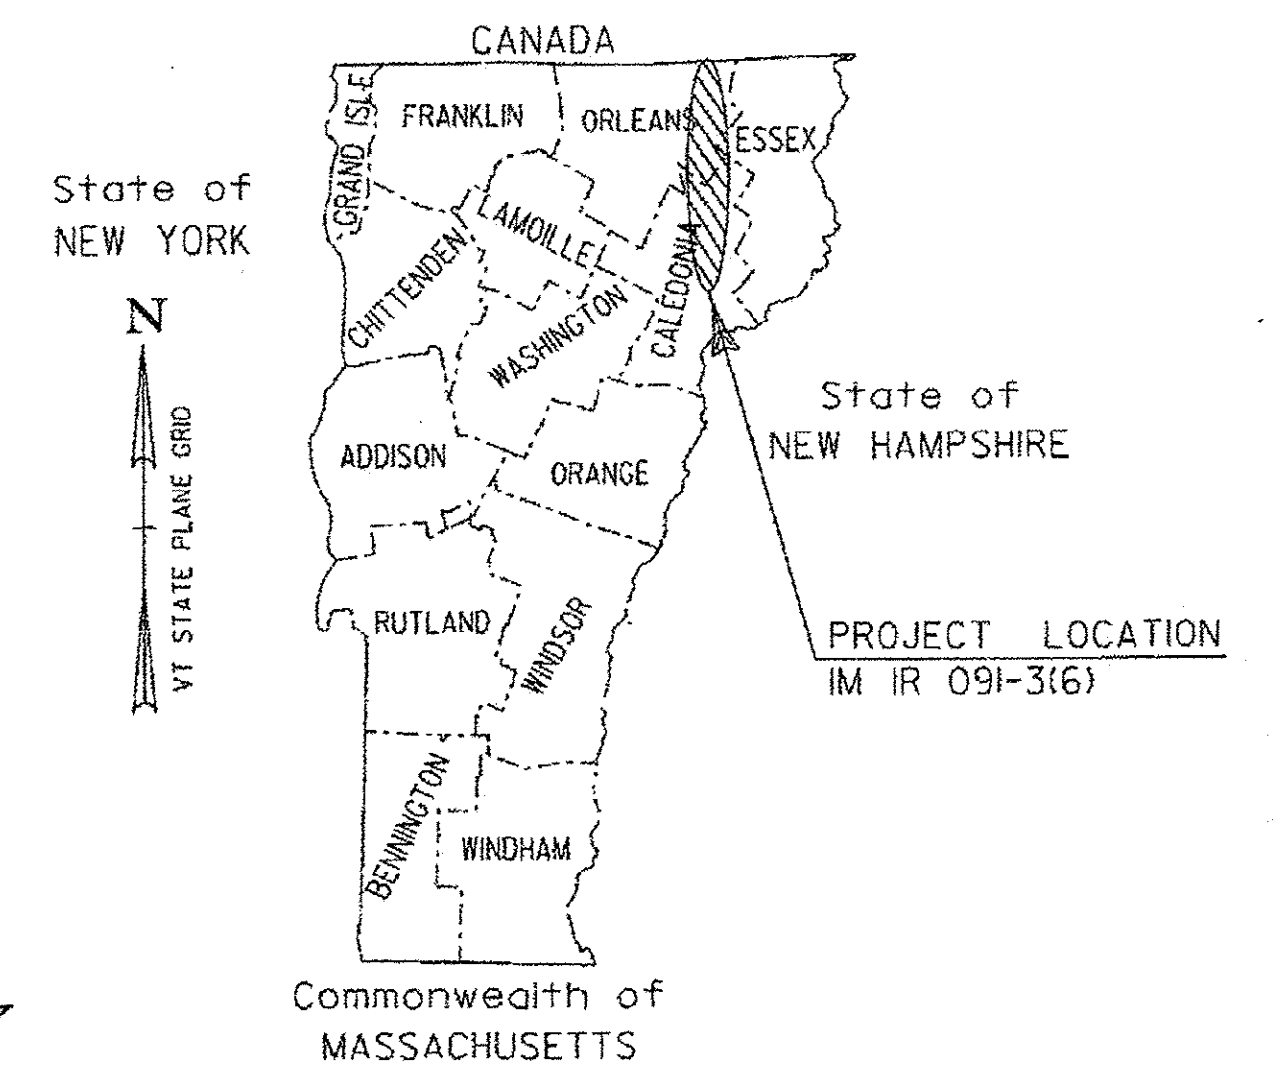 CANADA
GRAND ISLE
FRANKLIN
ORLEANS
ESSEX
State of
NEW YORK
LAMOILLE
CHITTENDEN
CALEDONIA
WASHINGTON
N
VT STATE PLANE GRID
State of
NEW HAMPSHIRE
ADDISON
ORANGE
RUTLAND
WINDSOR
PROJECT LOCATION
IM IR 091-3(6)
BENNINGTON
WINDHAM
Commonwealth of
MASSACHUSETTS